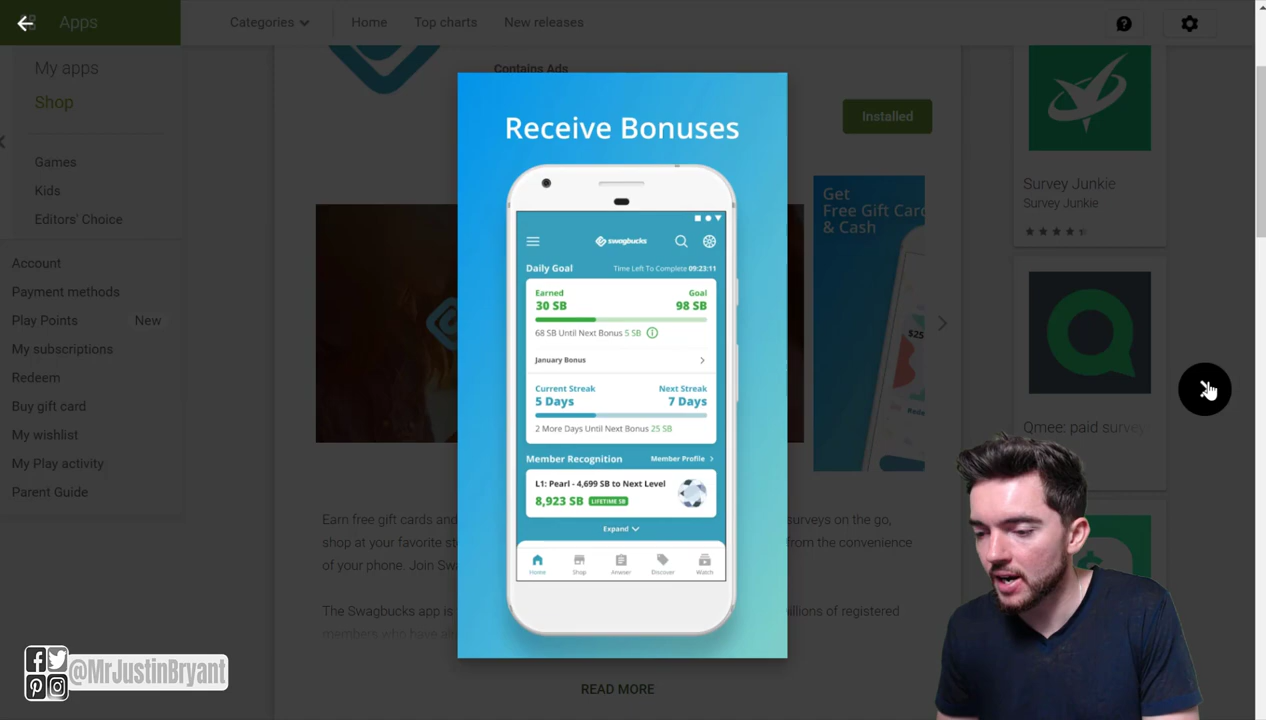 Apps
Categories
Home
Top charts
New releases
My apps
Shop
Games
Kids
Editors' Choice
Account
Payment methods
Play Points
New
My subscriptions
Redeem
Buy gift card
My wishlist
My Play activity
Parent Guide
Contains Ads
Installed
Receive Bonuses
swagbucks
Daily Goal
Time Left To Complete 09:23:11
Earned
Goal
30 SB
98 SB
68 SB Until Next Bonus 5 SB
January Bonus
Current Streak
Next Streak
5 Days
7 Days
2 More Days Until Next Bonus 25 SB
Member Recognition
Member Profile
L1: Pearl - 4,699 SB to Next Level
8,923 SB LIFETIME SB
Expand
Home
Shop
Answer
Discover
Watch
Get
Free Gift Card
& Cash
$25
Survey Junkie
Survey Junkie
Qmee: paid survey
Earn free gift cards and
surveys on the go,
shop at your favorite st
from the convenience
of your phone. Join Swa
The Swagbucks app is
illions of registered
members who have al
READ MORE
@MrJustinBryant